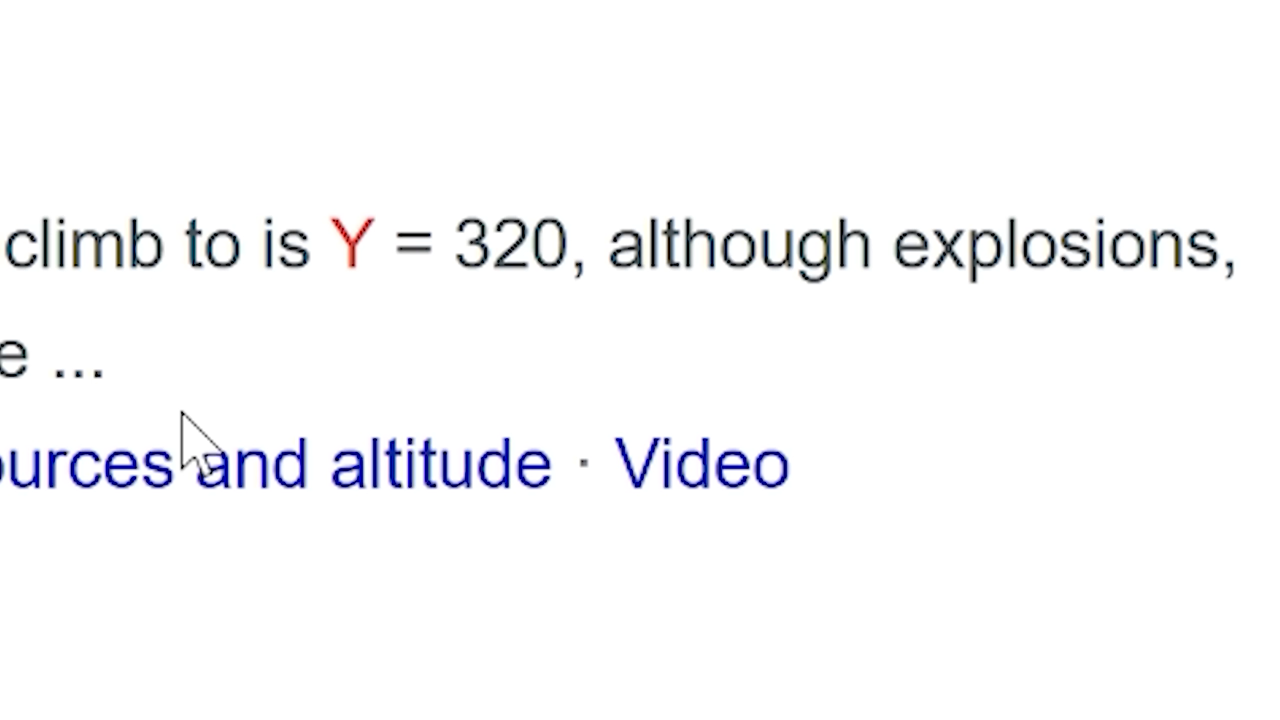 climb to is Y = 320, although explosions,
e ...
ources and altitude · Video